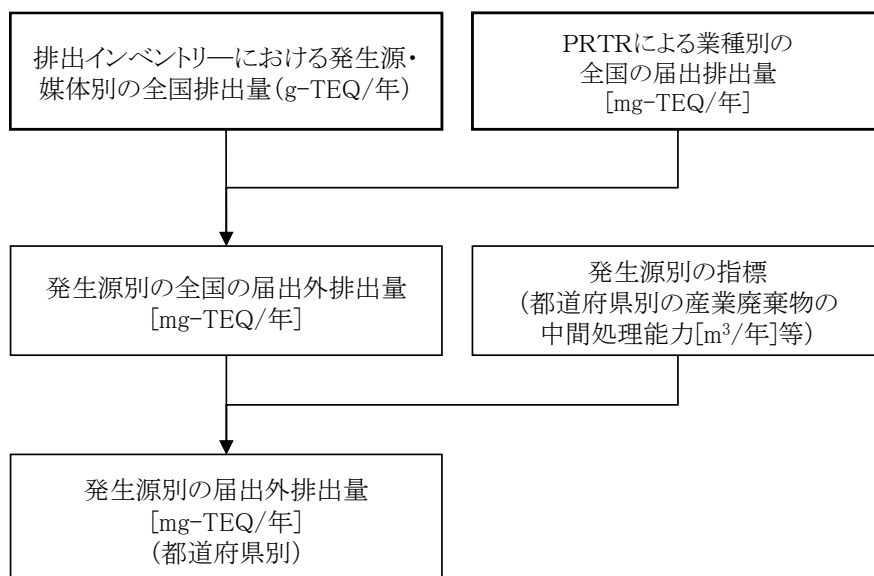 排出インベントリ―における発生源・
媒体別の全国排出量(g-TEQ/年)
PRTRによる業種別の
全国の届出排出量
[mg-TEQ/年]
発生源別の全国の届出外排出量
[mg-TEQ/年]
発生源別の指標
(都道府県別の産業廃棄物の
中間処理能力[m³/年]等)
発生源別の届出外排出量
[mg-TEQ/年]
(都道府県別)